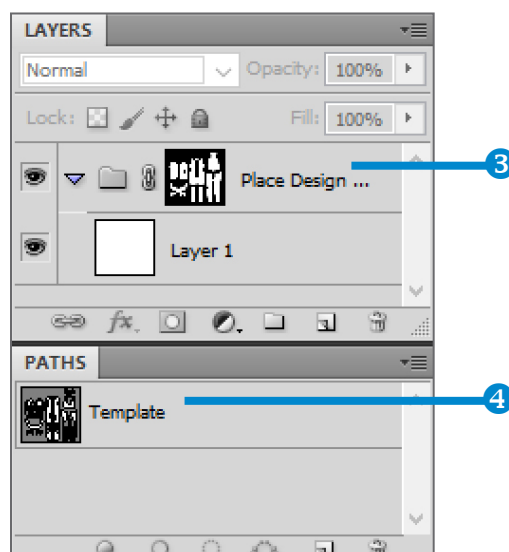 LAYERS
Normal Opacity: 100%
Lock: Fill: 100%
Place Design ...
3
Layer 1
fx.
PATHS
Template
4